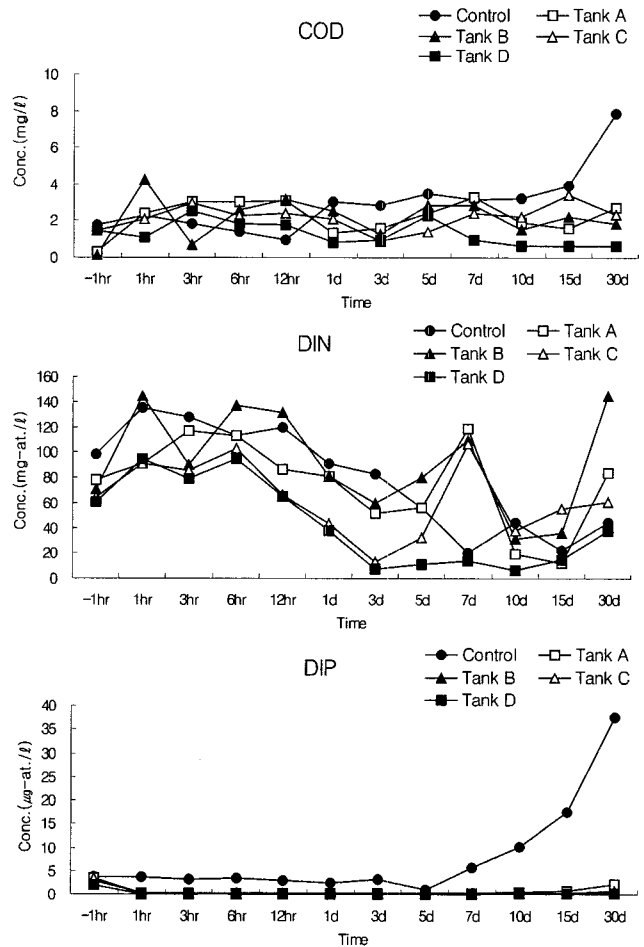 COD
Control Tank A
Tank B Tank C
Tank D
Conc.(mg/ℓ)
10
8
6
4
2
0
−1hr 1hr 3hr 6hr 12hr 1d 3d 5d 7d 10d 15d 30d
Time
DIN
Control Tank A
Tank B Tank C
Tank D
Conc.(mg−at./ℓ)
160
140
120
100
80
60
40
20
0
−1hr 1hr 3hr 6hr 12hr 1d 3d 5d 7d 10d 15d 30d
Time
DIP
Control Tank A
Tank B Tank C
Tank D
Conc.(μg−at./ℓ)
40
35
30
25
20
15
10
5
0
−1hr 1hr 3hr 6hr 12hr 1d 3d 5d 7d 10d 15d 30d
Time